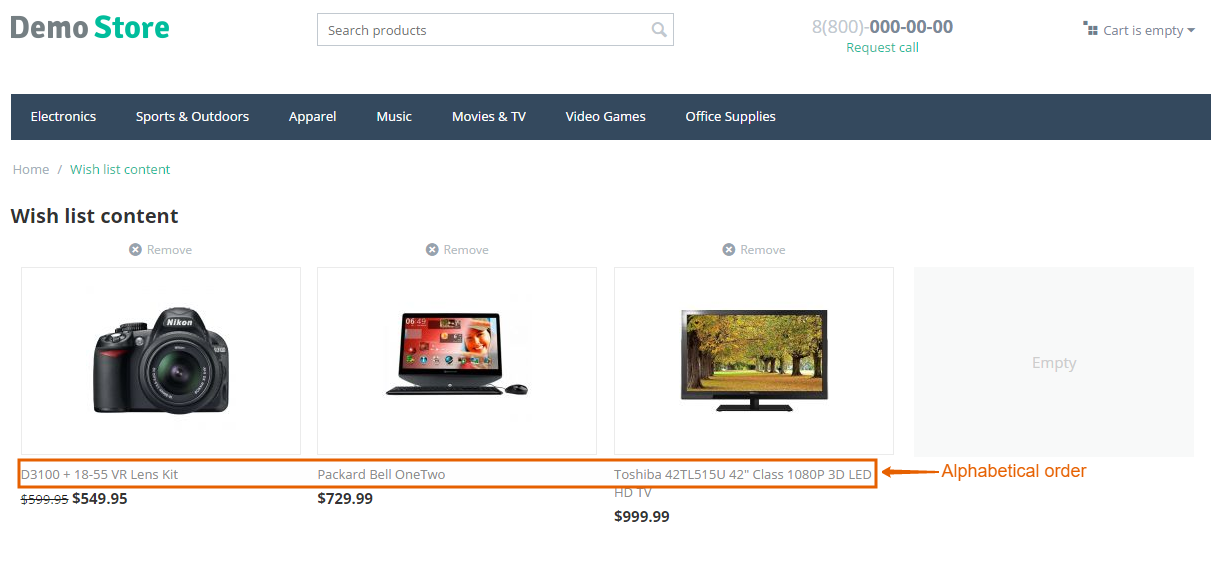 Demo Store
Search products
8(800)-000-00-00
Request call
Cart is empty
Electronics Sports & Outdoors Apparel Music Movies & TV Video Games Office Supplies
Home / Wish list content
Wish list content
Remove Remove Remove
Nikon
06:49
Empty
D3100 + 18-55 VR Lens Kit
$599.95 $549.95
Packard Bell OneTwo
$729.99
Toshiba 42TL515U 42" Class 1080P 3D LED
HD TV
$999.99
Alphabetical order